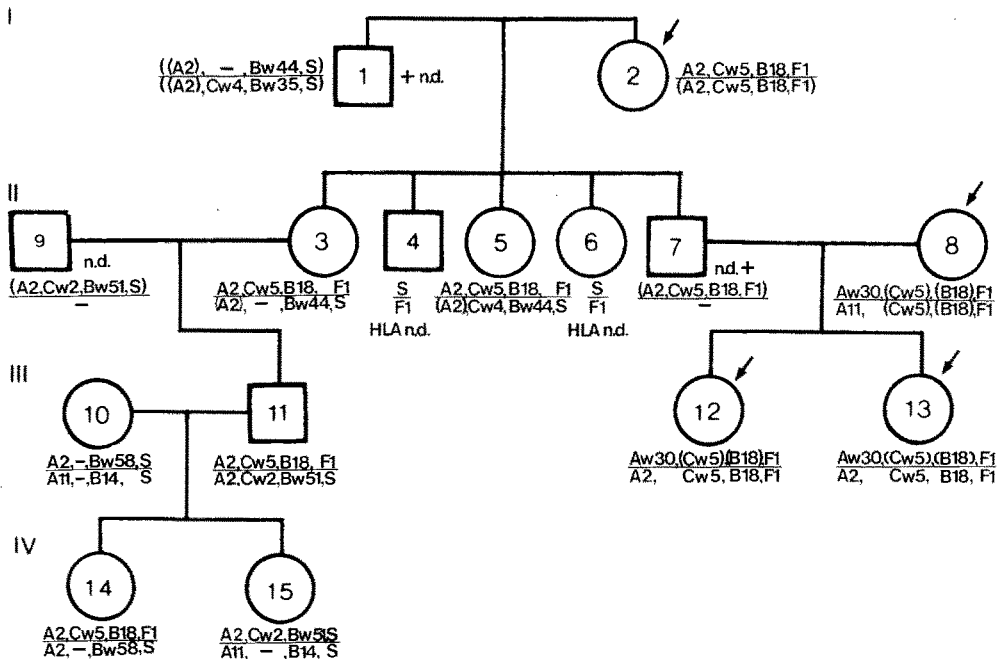 I
1
+ n.d.
((A2), — ,Bw44,S)
((A2),Cw4,Bw35,S)
2
A2,Cw5,B18,F1
(A2,Cw5,B18,F1)
II
9
n.d.
(A2,Cw2,Bw51,S)
—
3
A2,Cw5,B18, F1
(A2), — ,Bw44,S
4
S
F1
HLA n.d.
5
A2,Cw5,B18, F1
(A2),Cw4,Bw44,S
6
S
F1
HLA n.d.
7
n.d.+
(A2,Cw5,B18,F1)
—
8
Aw30,(Cw5),(B18),F1
A11, (Cw5),(B18),F1
III
10
A2,-,Bw58,S
A11,-,B14, S
11
A2,Cw5,B18, F1
A2,Cw2,Bw51,S
12
Aw30,(Cw5),(B18),F1
A2, Cw5, B18,F1
13
Aw30,(Cw5),(B18), F1
A2, Cw5, B18, F1
IV
14
A2,Cw5,B18,F1
A2,-,Bw58,S
15
A2,Cw2,Bw51,S
A11, - ,B14, S